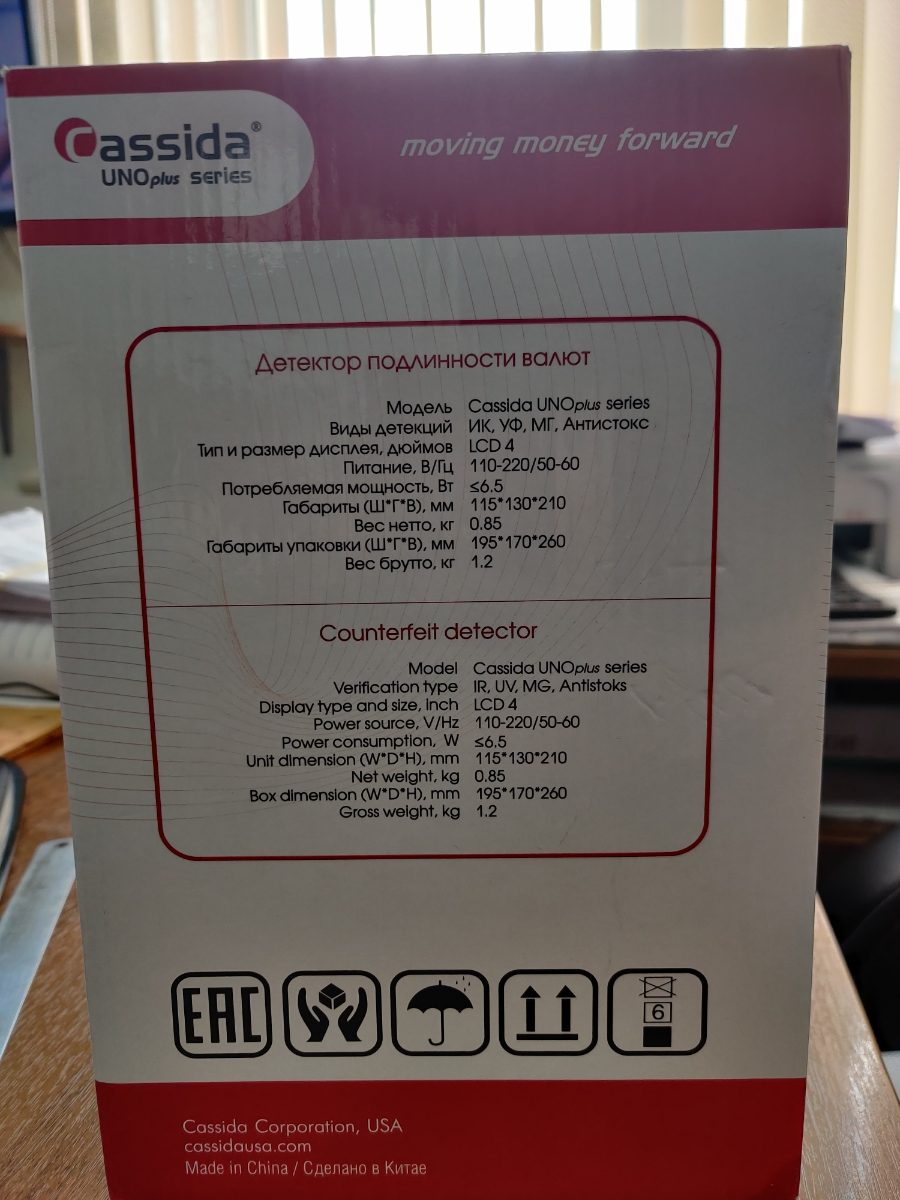 Cassida®
UNOplus series
moving money forward
Детектор подлинности валют
Модель Cassida UNOplus series
Виды детекций ИК, УФ, МГ, Антистокс
Тип и размер дисплея, дюймов LCD 4
Питание, В/Гц 110-220/50-60
Потребляемая мощность, Вт ≤6.5
Габариты (Ш*Г*В), мм 115*130*210
Вес нетто, кг 0.85
Габариты упаковки (Ш*Г*В), мм 195*170*260
Вес брутто, кг 1.2
Counterfeit detector
Model Cassida UNOplus series
Verification type IR, UV, MG, Antistoks
Display type and size, Inch LCD 4
Power source, V/Hz 110-220/50-60
Power consumption, W ≤6.5
Unit dimension (W*D*H), mm 115*130*210
Net weight, kg 0.85
Box dimension (W*D*H), mm 195*170*260
Gross weight, kg 1.2
EAC
6
Cassida Corporation, USA
cassidausa.com
Made in China / Сделано в Китае